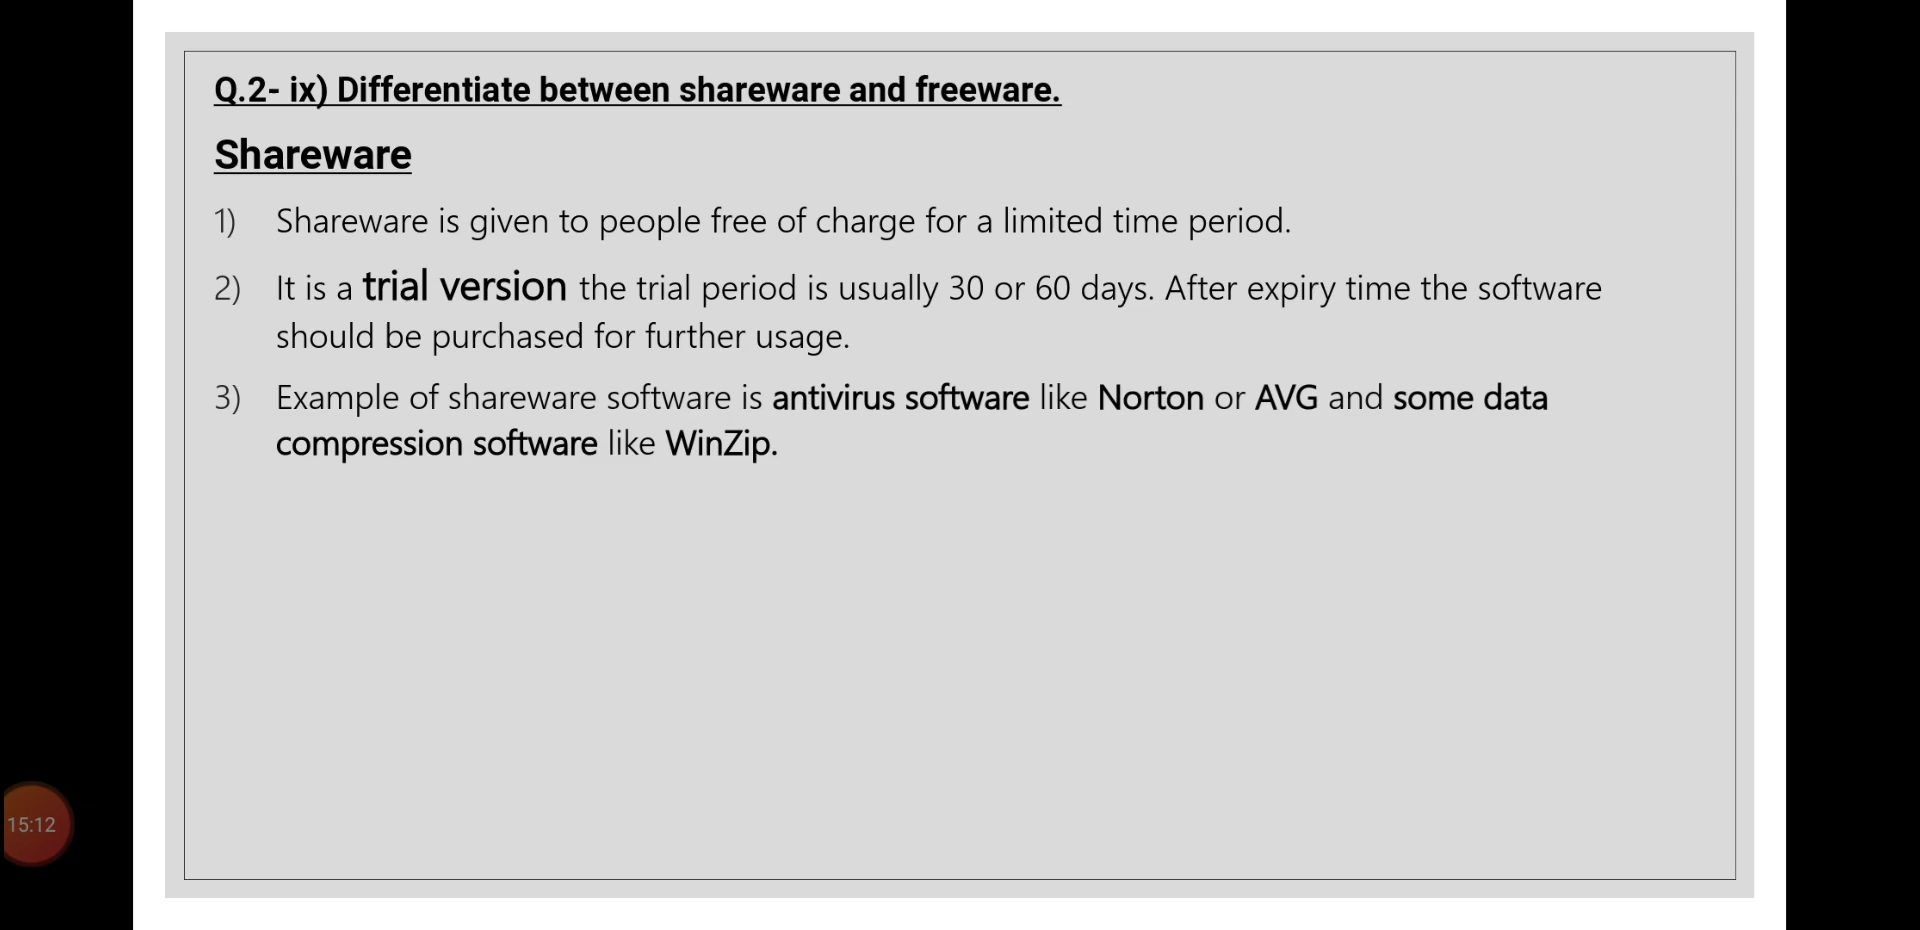 Q.2- ix) Differentiate between shareware and freeware.
Shareware
1) Shareware is given to people free of charge for a limited time period.
2) It is a trial version the trial period is usually 30 or 60 days. After expiry time the software
should be purchased for further usage.
3) Example of shareware software is antivirus software like Norton or AVG and some data
compression software like WinZip.
15:12